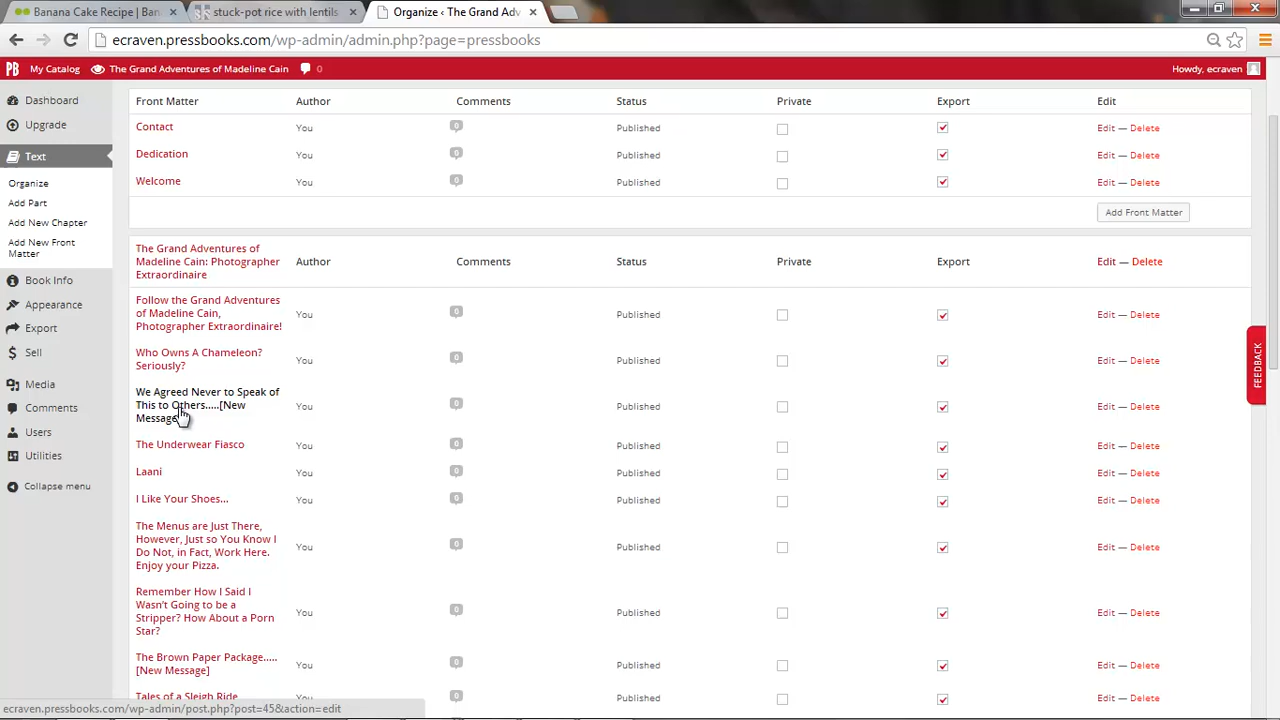 Banana Cake Recipe | Ban
stuck-pot rice with lentils
Organize ‹ The Grand Adv
ecraven.pressbooks.com/wp-admin/admin.php?page=pressbooks
PB My Catalog The Grand Adventures of Madeline Cain 0 Howdy, ecraven
Dashboard
Upgrade
Text
Organize
Add Part
Add New Chapter
Add New Front
Matter
Book Info
Appearance
Export
Sell
Media
Comments
Users
Utilities
Collapse menu
Front Matter Author Comments Status Private Export Edit
Contact You 0 Published Edit — Delete
Dedication You 0 Published Edit — Delete
Welcome You 0 Published Edit — Delete
Add Front Matter
The Grand Adventures of
Madeline Cain: Photographer
Extraordinaire
Author Comments Status Private Export Edit — Delete
Follow the Grand Adventures
of Madeline Cain,
Photographer Extraordinaire!
You 0 Published Edit — Delete
Who Owns A Chameleon?
Seriously?
You 0 Published Edit — Delete
We Agreed Never to Speak of
This to Others.....[New
Message
You 0 Published Edit — Delete
The Underwear Fiasco You 0 Published Edit — Delete
Laani You 0 Published Edit — Delete
I Like Your Shoes... You 0 Published Edit — Delete
The Menus are Just There,
However, Just so You Know I
Do Not, in Fact, Work Here.
Enjoy your Pizza.
You 0 Published Edit — Delete
Remember How I Said I
Wasn't Going to be a
Stripper? How About a Porn
Star?
You 0 Published Edit — Delete
The Brown Paper Package.....
[New Message]
You 0 Published Edit — Delete
Tales of a Sleigh Ride You 0 Published Edit — Delete
FEEDBACK
ecraven.pressbooks.com/wp-admin/post.php?post=45&action=edit